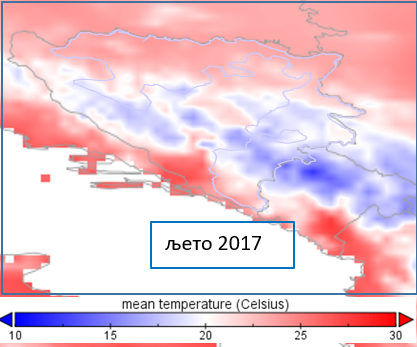 љето 2017
mean temperature (Celsius)
10 15 20 25 30